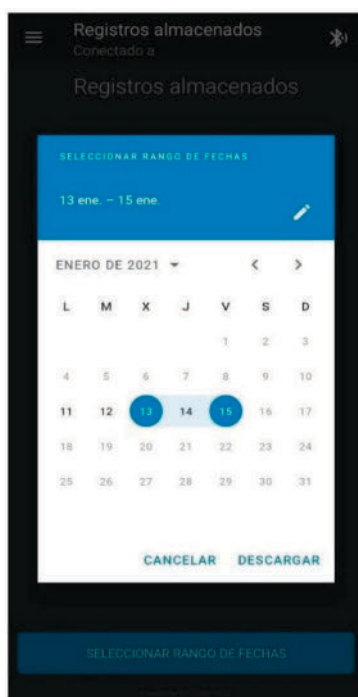 Registros almacenados
Conectado a
Registros almacenados
SELECCIONAR RANGO DE FECHAS
13 ene. – 15 ene.
ENERO DE 2021
L M X J V S D
1 2 3
4 5 6 7 8 9 10
11 12 13 14 15 16 17
18 19 20 21 22 23 24
25 26 27 28 29 30 31
CANCELAR DESCARGAR
SELECCIONAR RANGO DE FECHAS